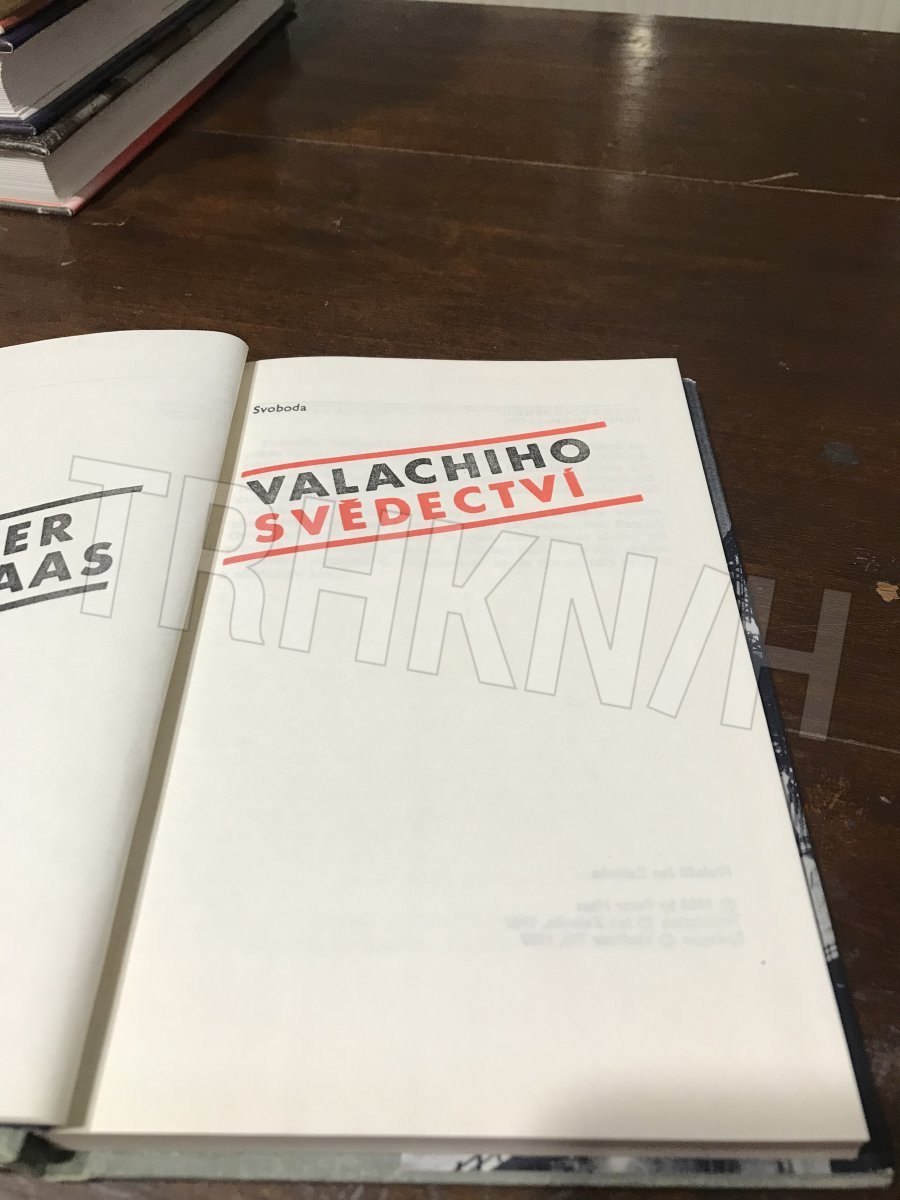 ER
AAS
Svoboda
VALACHIHO
SVĚDECTVÍ
TRHKNIH